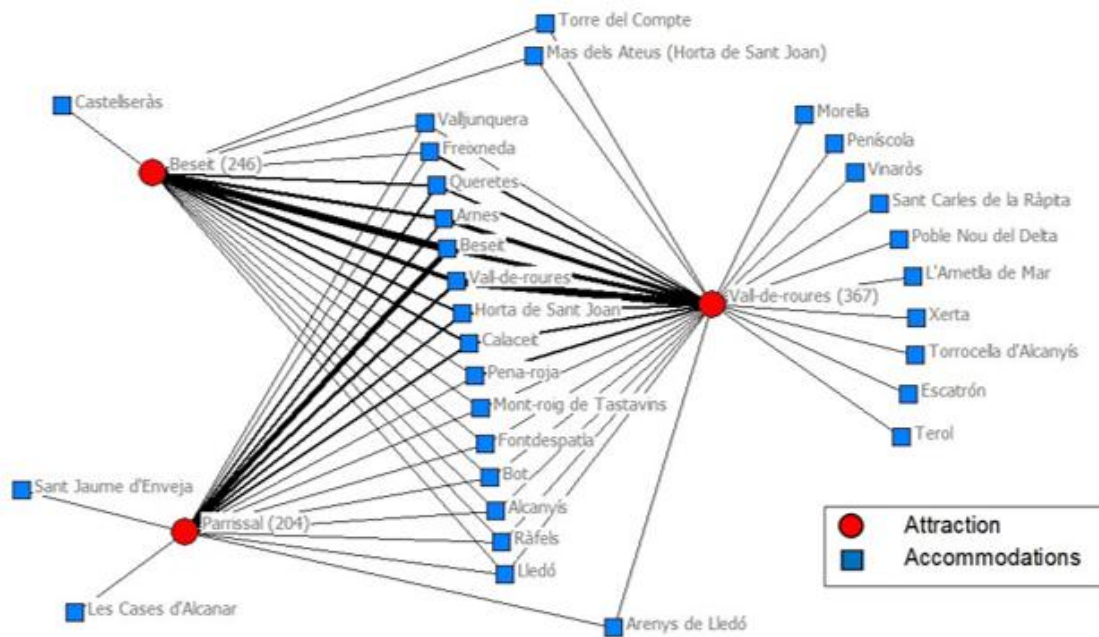 Torre del Compte
Mas dels Ateus (Horta de Sant Joan)
Castellseràs
Valljunquera
Morella
Freixneda
Peníscola
Beseit (246)
Vinaròs
Queretes
Sant Carles de la Ràpita
Arnes
Poble Nou del Delta
Beseit
L'Ametlla de Mar
Vall-de-roures
Vall-de-roures (367)
Horta de Sant Joan
Xerta
Calaceit
Torrocella d'Alcanyís
Pena-roja
Escatrón
Mont-roig de Tastavins
Terol
Fontdespatla
Bot
Sant Jaume d'Enveja
Alcanyís
Parrissal (204)
Attraction
Ràfels
Accommodations
Lledó
Les Cases d'Alcanar
Arenys de Lledó